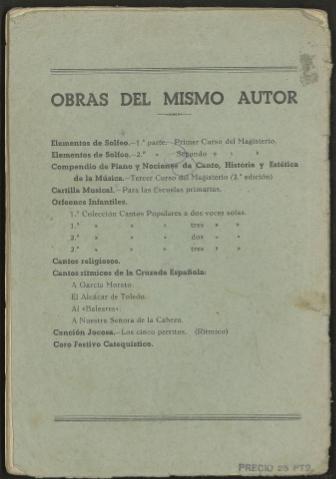 OBRAS DEL MISMO AUTOR
Elementos de Solfeo.—1.ª parte.—Primer Curso del Magisterio.
Elementos de Solfeo.—2.ª » Segundo » » »
Compendio de Piano y Nociones de Canto, Historia y Estética
de la Música.—Tercer Curso del Magisterio (2.ª edición)
Cartilla Musical.—Para las Escuelas primarias.
Orfeones Infantiles.
1.ª Colección Cantos Populares a dos voces solas.
1.ª » » » tres » »
2.ª » » » dos » »
2.ª » » » tres » »
Cantos religiosos.
Cantos rítmicos de la Cruzada Española:
A García Morato.
El Alcázar de Toledo.
Al «Baleares».
A Nuestra Señora de la Cabeza.
Canción Jocosa.—Los cinco perritos. (Rítmico)
Coro Festivo Catequístico.
PRECIO 25 PTS.